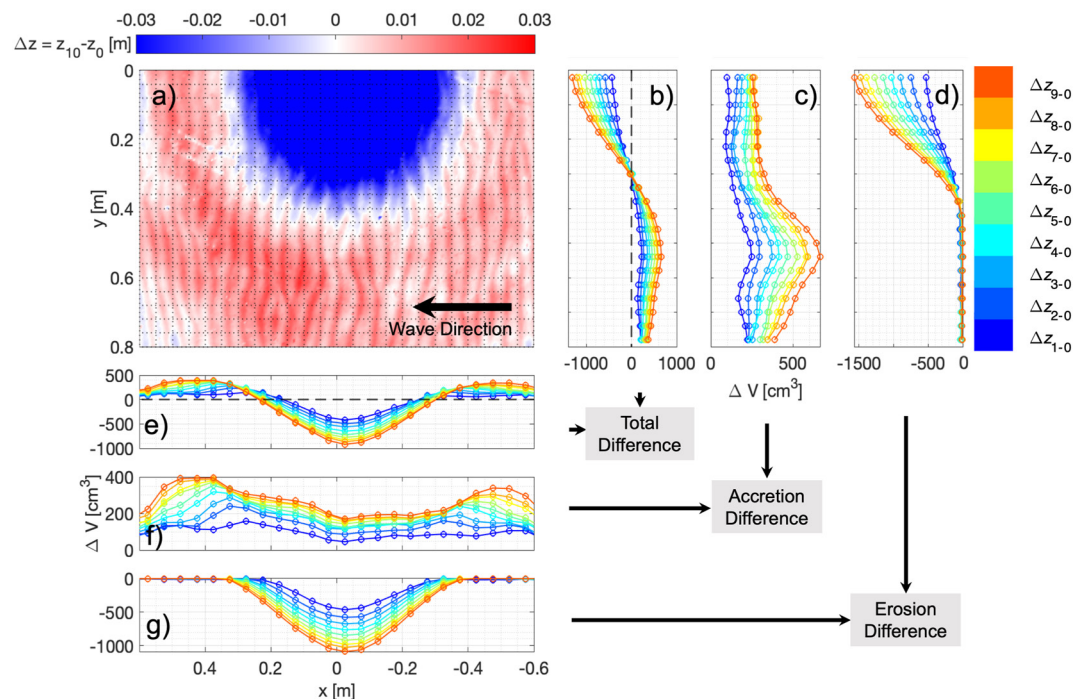 -0.03 -0.02 -0.01 0 0.01 0.02 0.03
Δz = z10-z0 [m]
a)
0
0.2
0.4
0.6
0.8
y [m]
Wave Direction
b)
-1000 0 1000
c)
0 500
Δ V [cm³]
d)
-1500 -500 0
Δz9-0
Δz8-0
Δz7-0
Δz6-0
Δz5-0
Δz4-0
Δz3-0
Δz2-0
Δz1-0
500
0
-1000
e)
Total
Difference
400
200
0
Δ V [cm³]
f)
Accretion
Difference
0
-500
-1000
g)
Erosion
Difference
0.4 0.2 0 -0.2 -0.4 -0.6
x [m]